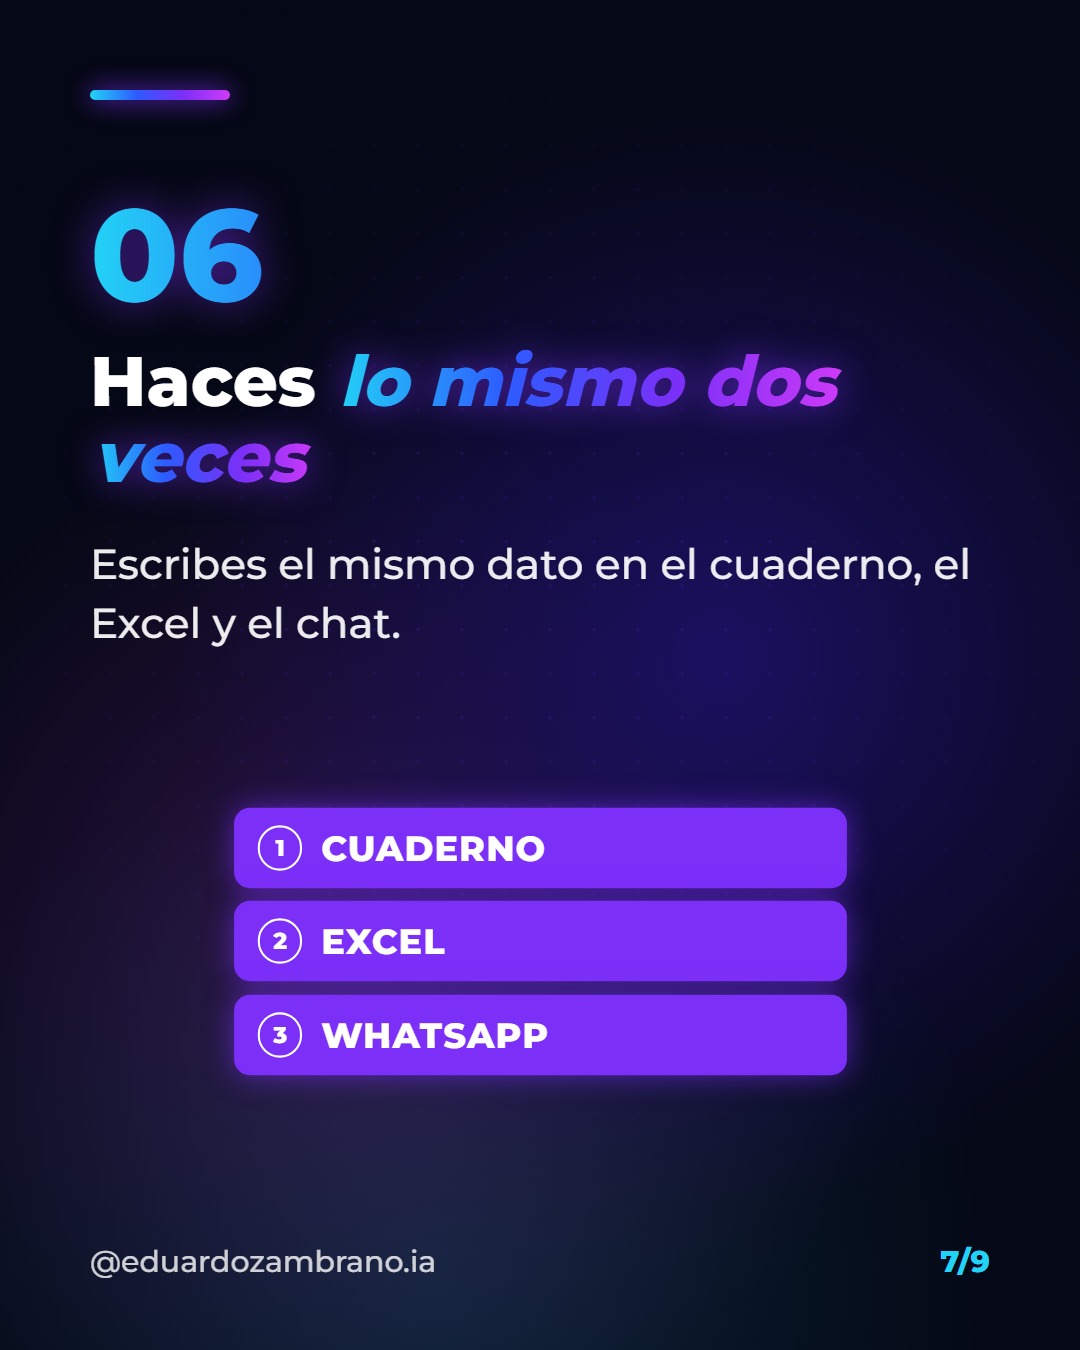 06
Haces lo mismo dos
veces
Escribes el mismo dato en el cuaderno, el
Excel y el chat.
1 CUADERNO
2 EXCEL
3 WHATSAPP
@eduardozambrano.ia
7/9